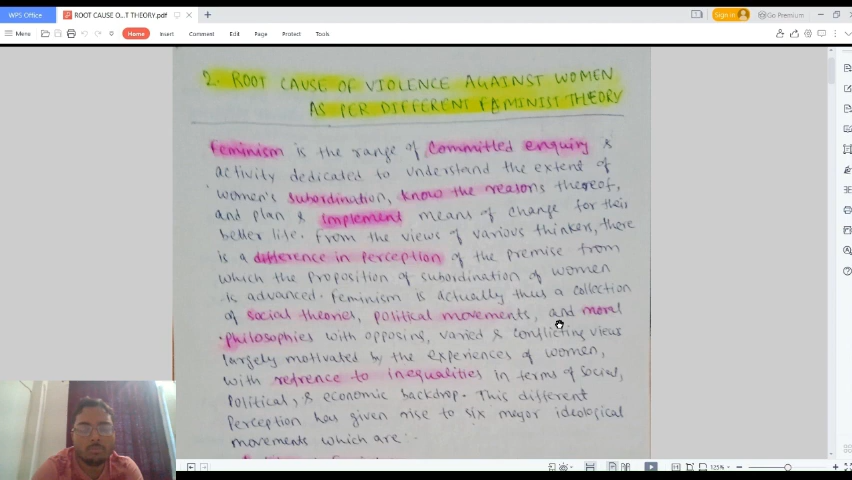 WPS Office
ROOT CAUSE O...T THEORY.pdf
Sign in
Go Premium
Menu
Home
Insert
Comment
Edit
Page
Protect
Tools
2. ROOT CAUSE OF VIOLENCE AGAINST WOMEN
AS PER DIFFERENT FEMINIST THEORY
Feminism is the range of committed enquiry &
activity dedicated to understand the extent of
women's subordination, know the reasons thereof,
and plan & implement means of change for their
better life. From the views of various thinkers, there
is a difference in perception of the premise from
which the proposition of subordination of women
is advanced. Feminism is actually thus a collection
of social theories, political movements, and moral
philosophies with opposing, varied & conflicting views
largely motivated by the experiences of women,
with refrence to inequalities in terms of social,
political, & economic backdrop. This different
perception has given rise to six major ideological
movements which are:-
125%